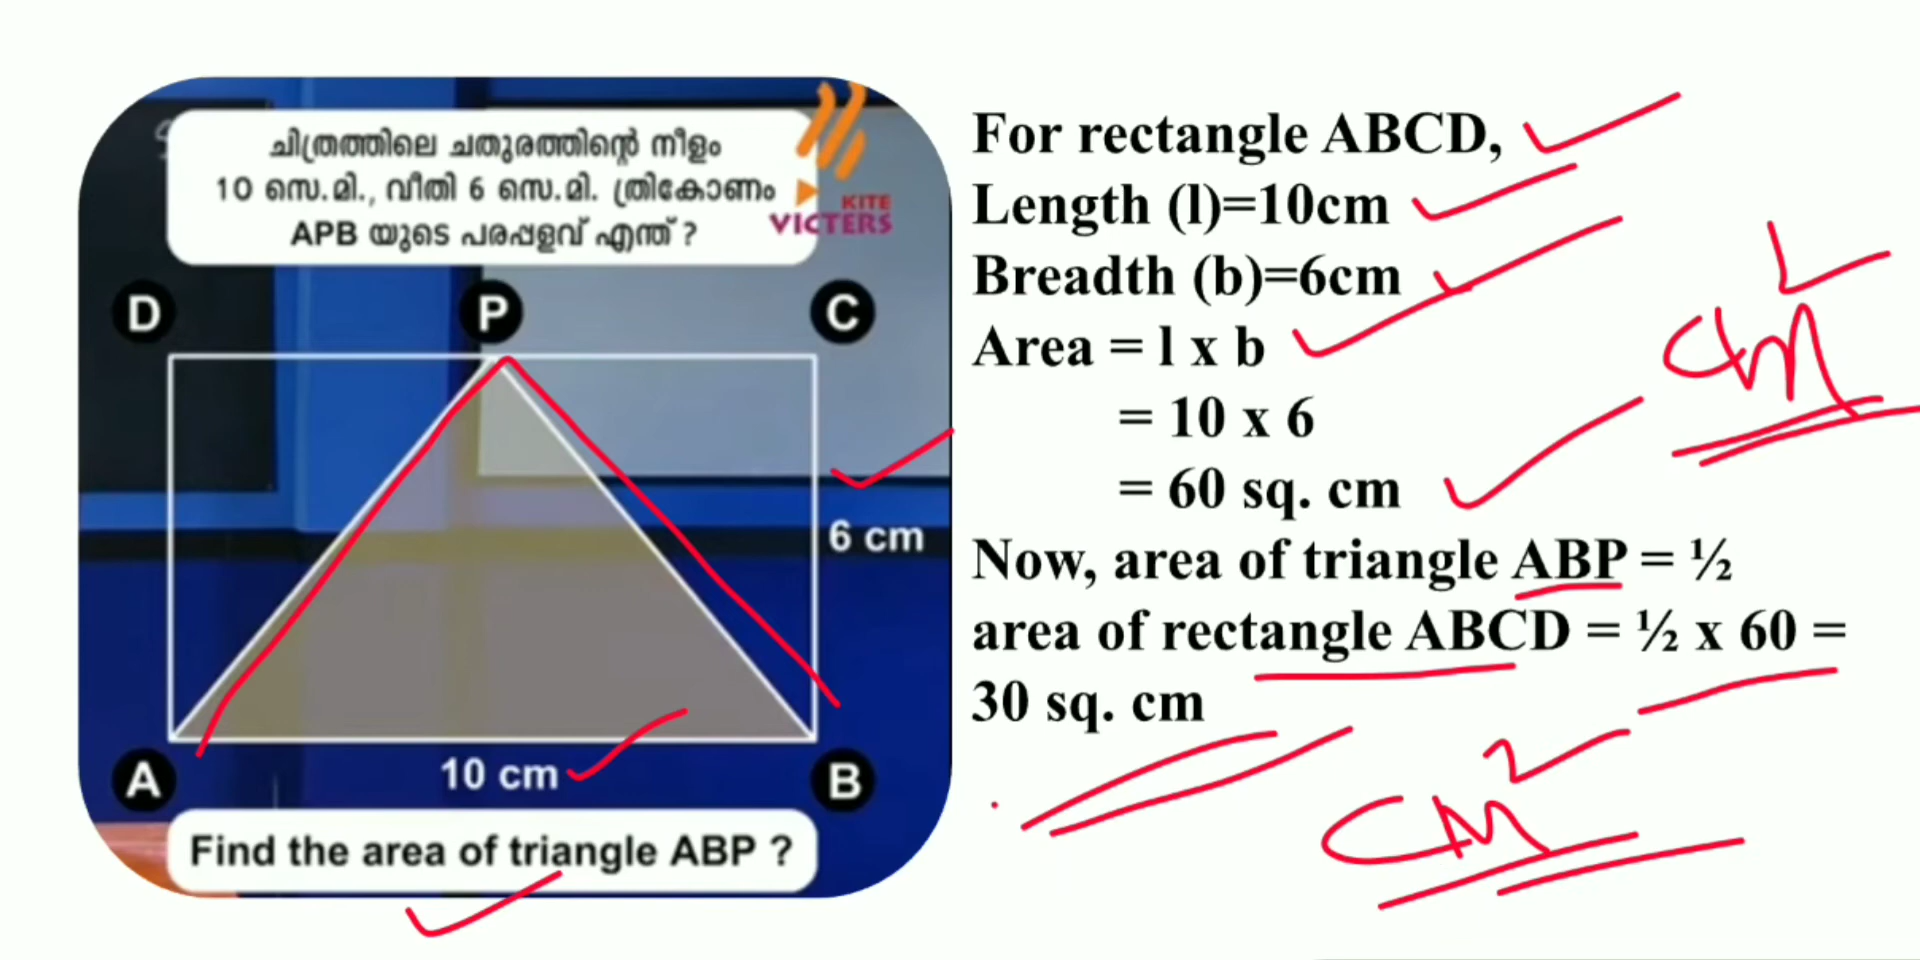 ചിത്രത്തിലെ ചതുരത്തിന്റെ നീളം
10 സെ.മി., വീതി 6 സെ.മി. ത്രികോണം
APB യുടെ പരപ്പളവ് എന്ത് ?
KITE
VICTERS
D P C
6 cm
A 10 cm B
Find the area of triangle ABP ?
For rectangle ABCD,
Length (l)=10cm
Breadth (b)=6cm
Area = l x b
= 10 x 6
= 60 sq. cm
Now, area of triangle ABP = ½
area of rectangle ABCD = ½ x 60 =
30 sq. cm
cm²
cm²